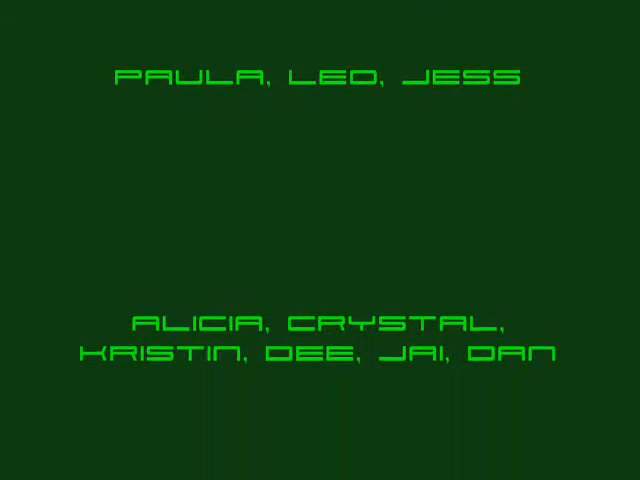 PAULA, LEO, JESS
ALICIA, CRYSTAL,
KRISTIN, DEE, JAI, DAN